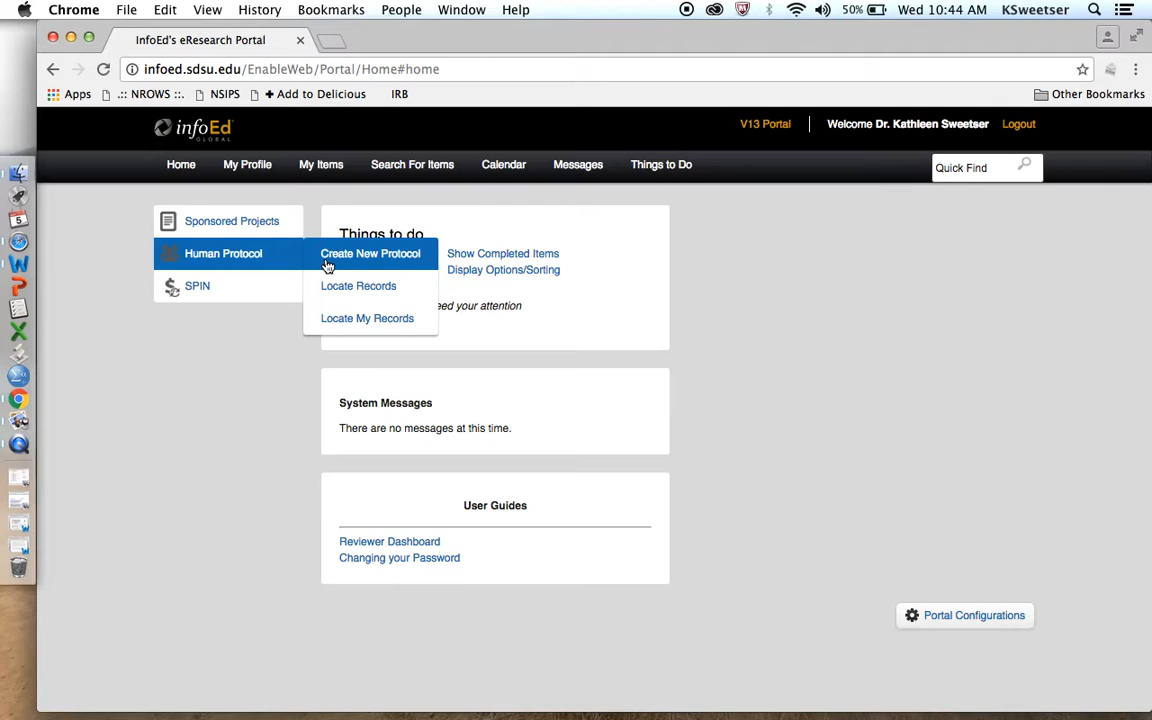 Chrome File Edit View History Bookmarks People Window Help 50% Wed 10:44 AM KSweetser
InfoEd's eResearch Portal
infoed.sdsu.edu/EnableWeb/Portal/Home#home
Apps .:: NROWS ::. NSIPS + Add to Delicious IRB Other Bookmarks
infoEd GLOBAL V13 Portal Welcome Dr. Kathleen Sweetser Logout
Home My Profile My Items Search For Items Calendar Messages Things to Do Quick Find
Sponsored Projects
Human Protocol
SPIN
Create New Protocol
Locate Records
Locate My Records
Things to do
Show Completed Items
Display Options/Sorting
eed your attention
System Messages
There are no messages at this time.
User Guides
Reviewer Dashboard
Changing your Password
Portal Configurations